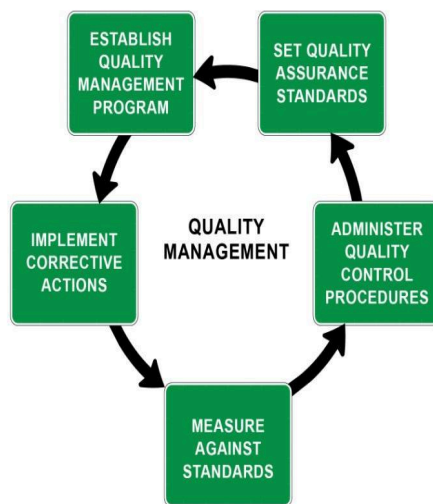 ESTABLISH
QUALITY
MANAGEMENT
PROGRAM
SET QUALITY
ASSURANCE
STANDARDS
IMPLEMENT
CORRECTIVE
ACTIONS
QUALITY
MANAGEMENT
ADMINISTER
QUALITY
CONTROL
PROCEDURES
MEASURE
AGAINST
STANDARDS